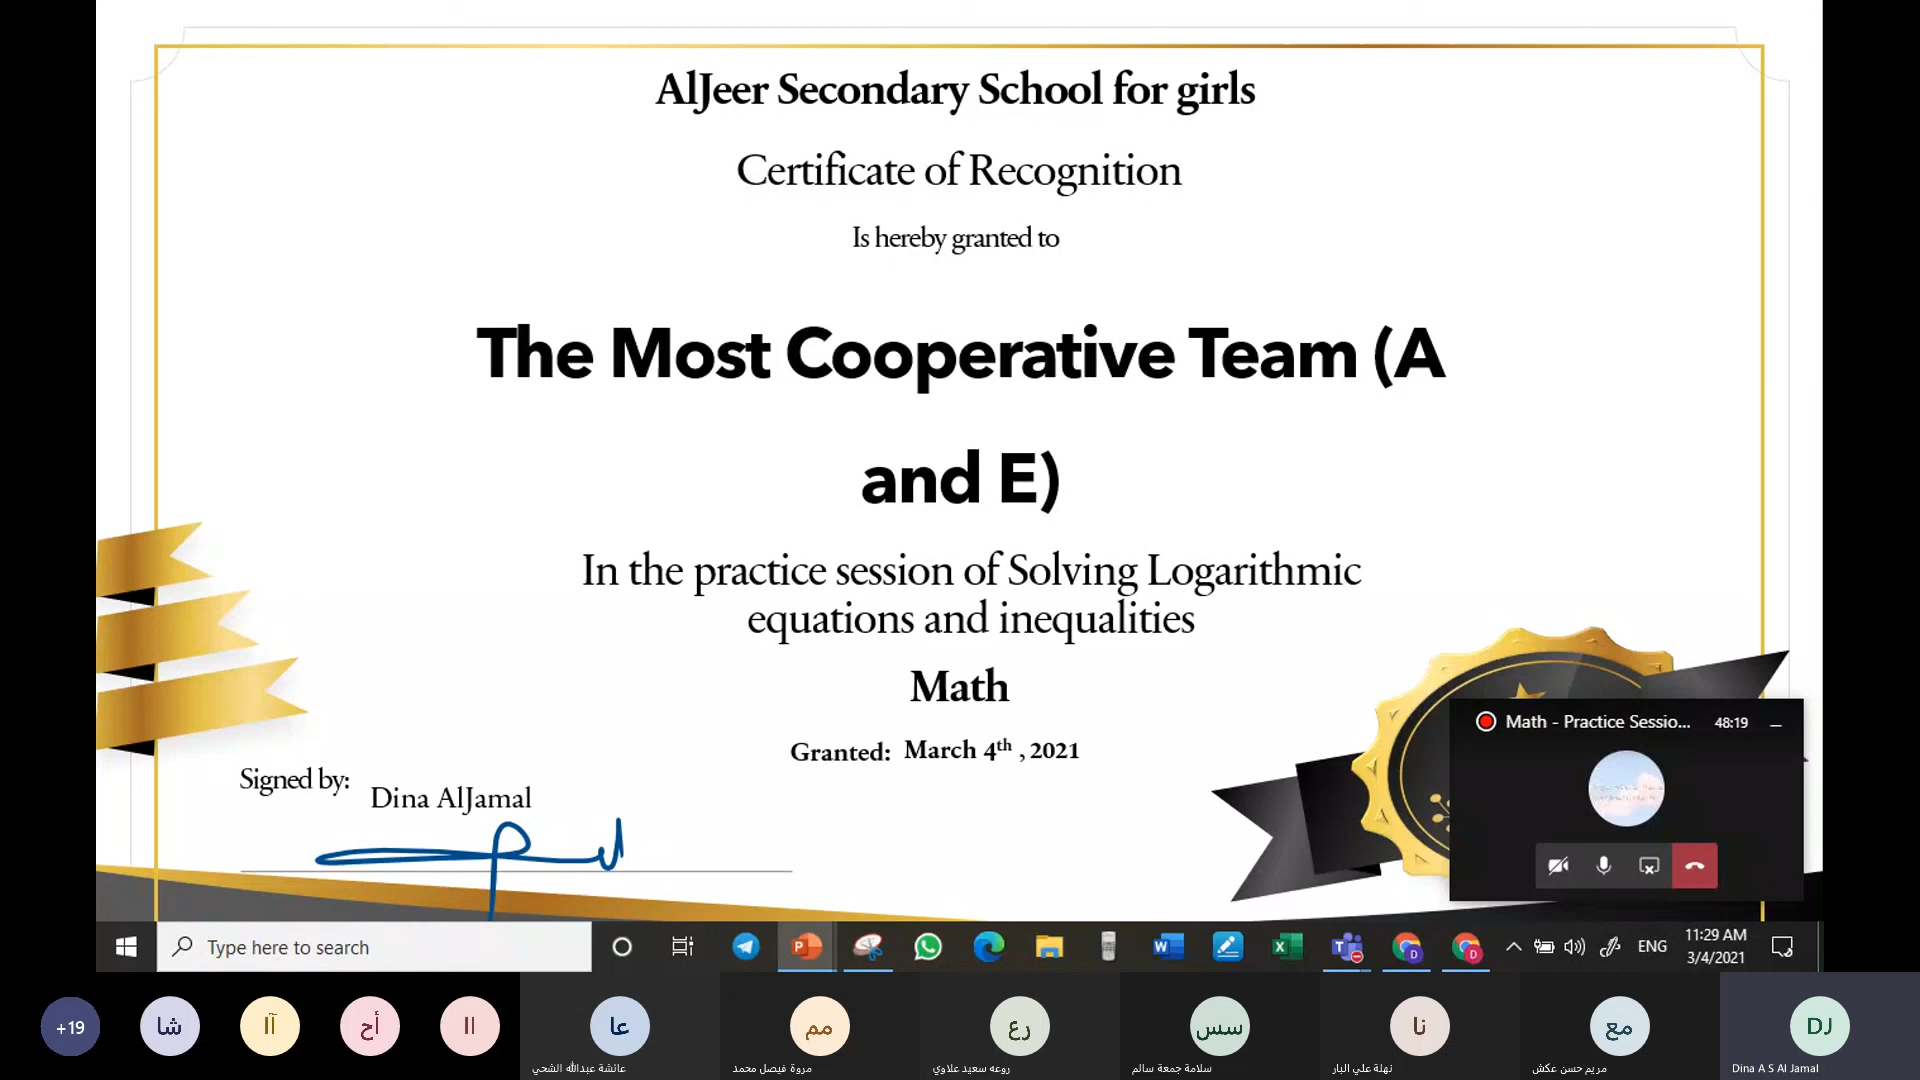 AlJeer Secondary School for girls
Certificate of Recognition
Is hereby granted to
The Most Cooperative Team (A
and E)
In the practice session of Solving Logarithmic
equations and inequalities
Math
Granted: March 4th , 2021
Signed by: Dina AlJamal
Math - Practice Sessio... 48:19
Type here to search
ENG
11:29 AM
3/4/2021
+19
شا
آآ
أح
اا
عا
مم
رع
سس
نا
مع
DJ
عائشة عبدالله الشحي
مروة فيصل محمد
روعه سعيد علاوي
سلامة جمعة سالم
نهلة علي البار
مريم حسن عكش
Dina A S Al Jamal